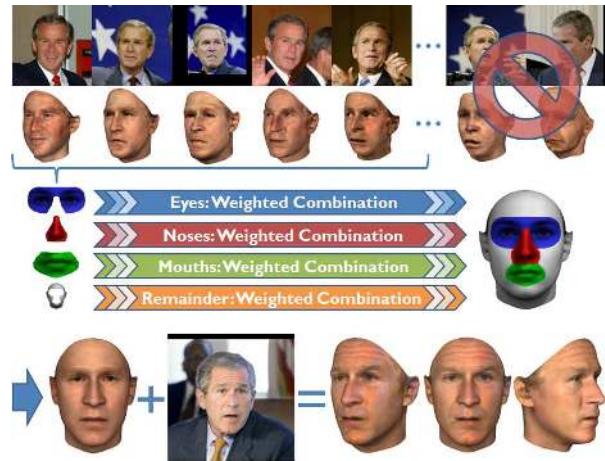 ...
Eyes: Weighted Combination
Noses: Weighted Combination
Mouths: Weighted Combination
Remainder: Weighted Combination
+
=